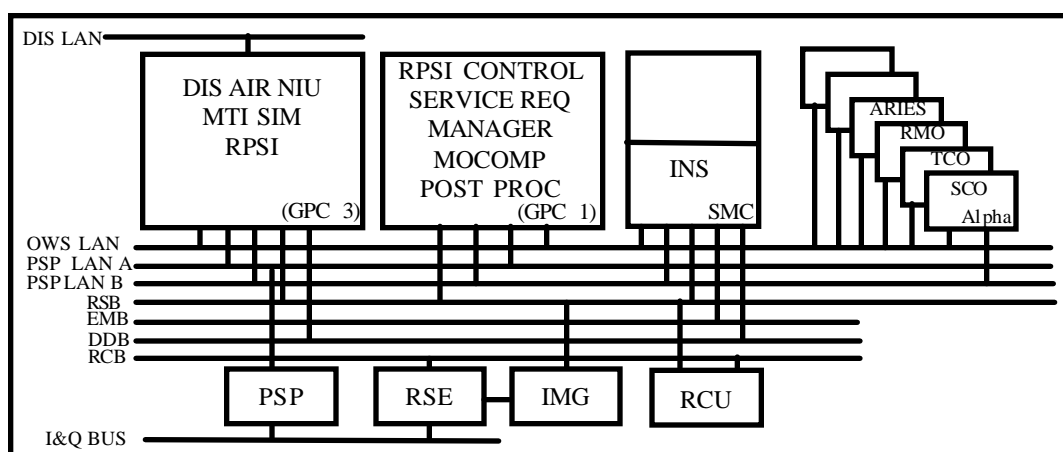 DIS LAN
DIS AIR NIU
MTI SIM
RPSI
(GPC 3)
RPSI CONTROL
SERVICE REQ
MANAGER
MOCOMP
POST PROC
(GPC 1)
INS
SMC
ARIES
RMO
TCO
SCO
Alpha
OWS LAN
PSP LAN A
PSP LAN B
RSB
EMB
DDB
RCB
PSP
RSE
IMG
RCU
I&Q BUS